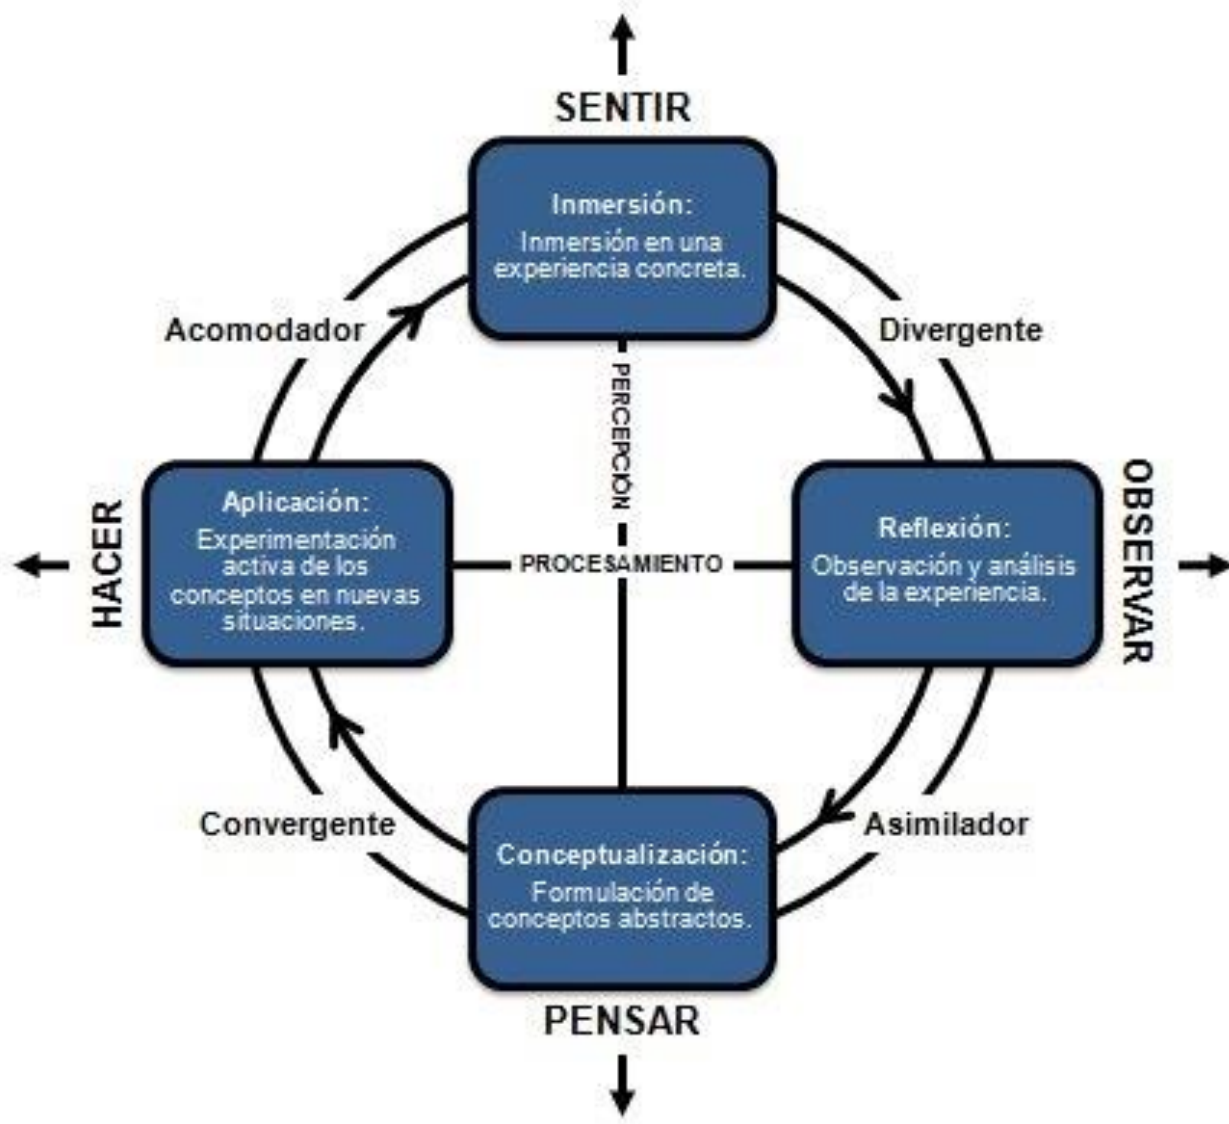 SENTIR
Inmersión:
Inmersión en una
experiencia concreta.
Acomodador
Divergente
PERCEPCIÓN
Aplicación:
Experimentación
activa de los
conceptos en nuevas
situaciones.
HACER
PROCESAMIENTO
Reflexión:
Observación y análisis
de la experiencia.
OBSERVAR
Convergente
Asimilador
Conceptualización:
Formulación de
conceptos abstractos.
PENSAR